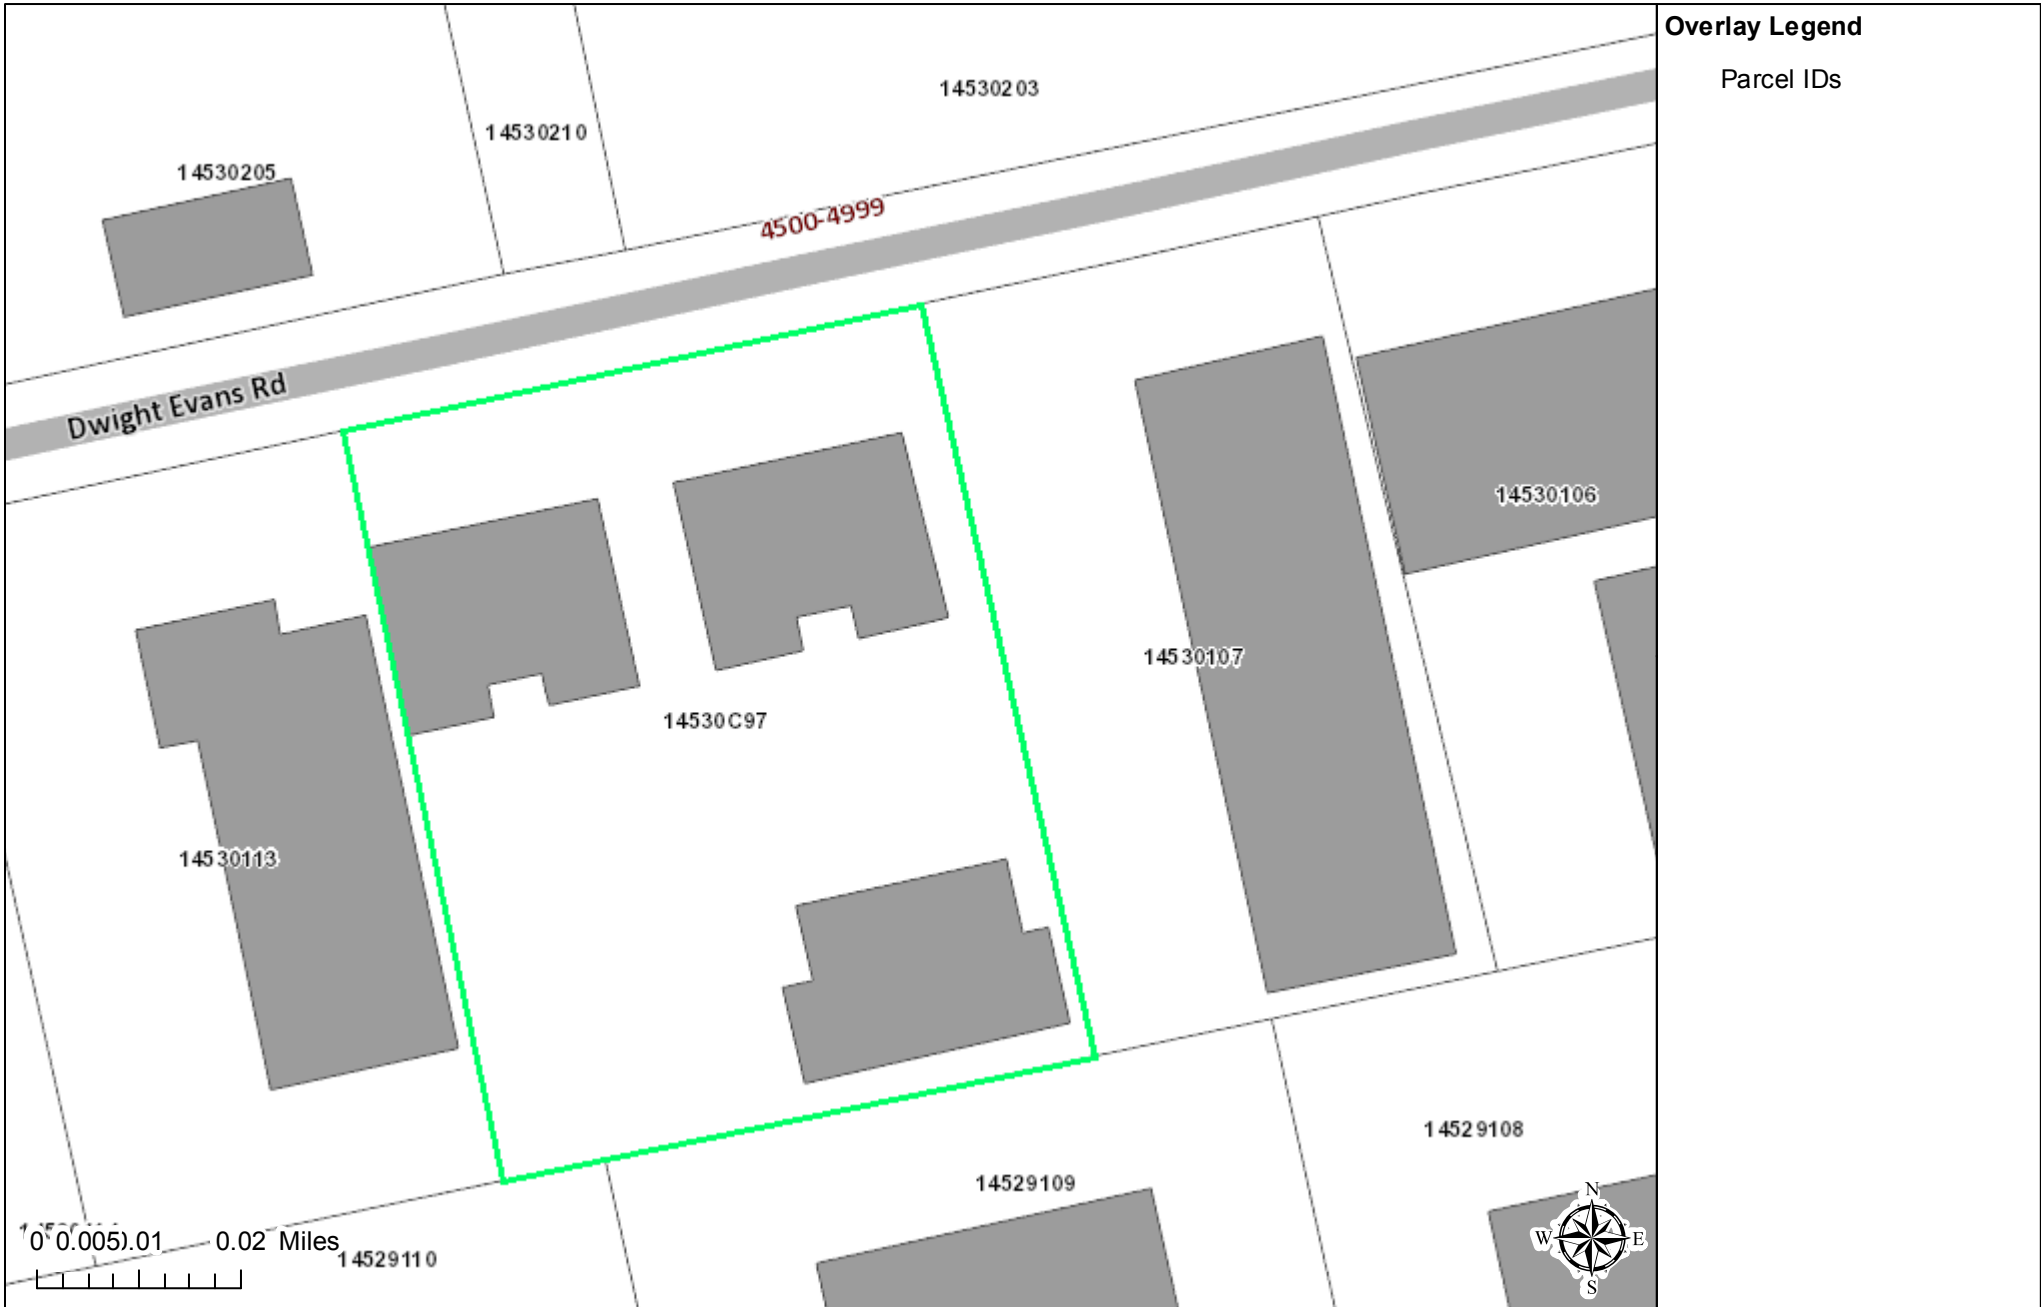 Overlay Legend
Parcel IDs
14530203
14530210
14530205
4500-4999
Dwight Evans Rd
14530106
14530107
14530C97
14530113
14529108
14529109
14529110
0 0.005 0.01 0.02 Miles
N
W E
S